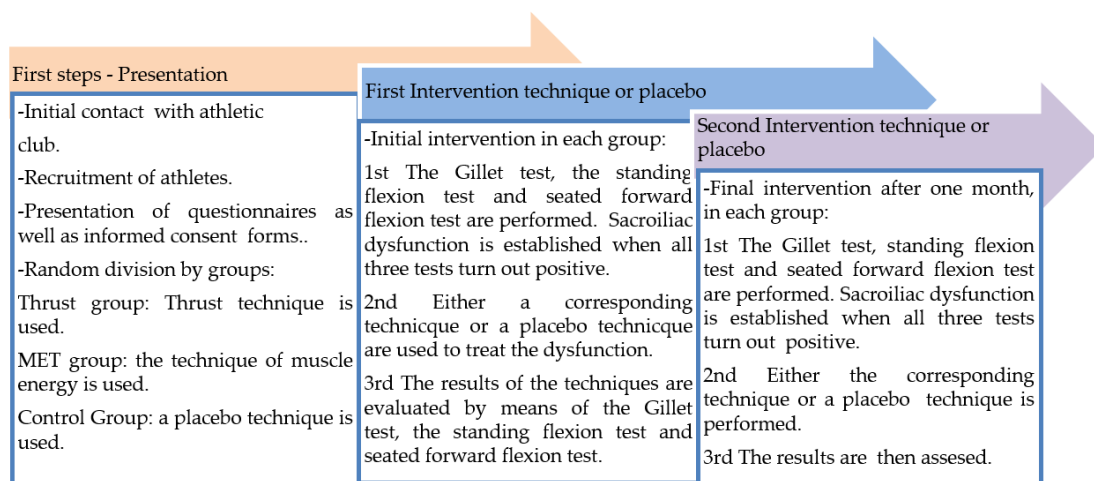 First steps - Presentation
-Initial contact with athletic
club.
-Recruitment of athletes.
-Presentation of questionnaires as
well as informed consent forms..
-Random division by groups:
Thrust group: Thrust technique is
used.
MET group: the technique of muscle
energy is used.
Control Group: a placebo technique is
used.
First Intervention technique or placebo
-Initial intervention in each group:
1st The Gillet test, the standing
flexion test and seated forward
flexion test are performed. Sacroiliac
dysfunction is established when all
three tests turn out positive.
2nd Either a corresponding
technicque or a placebo technicque
are used to treat the dysfunction.
3rd The results of the techniques are
evaluated by means of the Gillet
test, the standing flexion test and
seated forward flexion test.
Second Intervention technique or
placebo
-Final intervention after one month,
in each group:
1st The Gillet test, standing flexion
test and seated forward flexion test
are performed. Sacroiliac dysfunction
is established when all three tests
turn out positive.
2nd Either the corresponding
technique or a placebo technique is
performed.
3rd The results are then assesed.